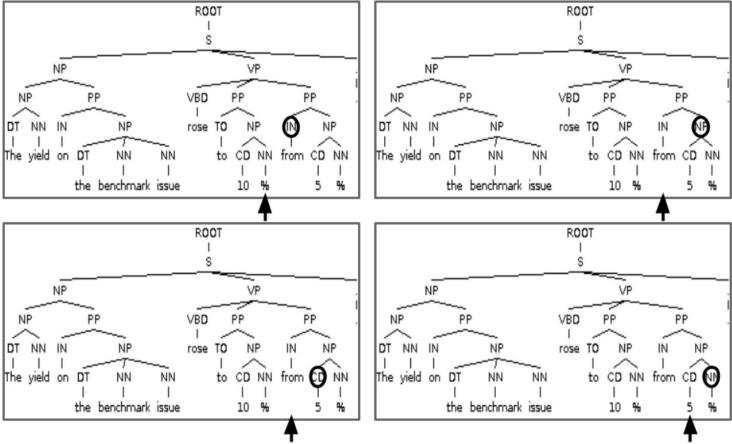 ROOT
S
NP VP
NP PP VBD PP PP
DT NN IN NP rose TO NP IN NP
The yield on DT NN NN to CD NN from CD NN
the benchmark issue 10 % 5 %
ROOT
S
NP VP
NP PP VBD PP PP
DT NN IN NP rose TO NP IN NP
The yield on DT NN NN to CD NN from CD NN
the benchmark issue 10 % 5 %
ROOT
S
NP VP
NP PP VBD PP PP
DT NN IN NP rose TO NP IN NP
The yield on DT NN NN to CD NN from CD NN
the benchmark issue 10 % 5 %
ROOT
S
NP VP
NP PP VBD PP PP
DT NN IN NP rose TO NP IN NP
The yield on DT NN NN to CD NN from CD NN
the benchmark issue 10 % 5 %